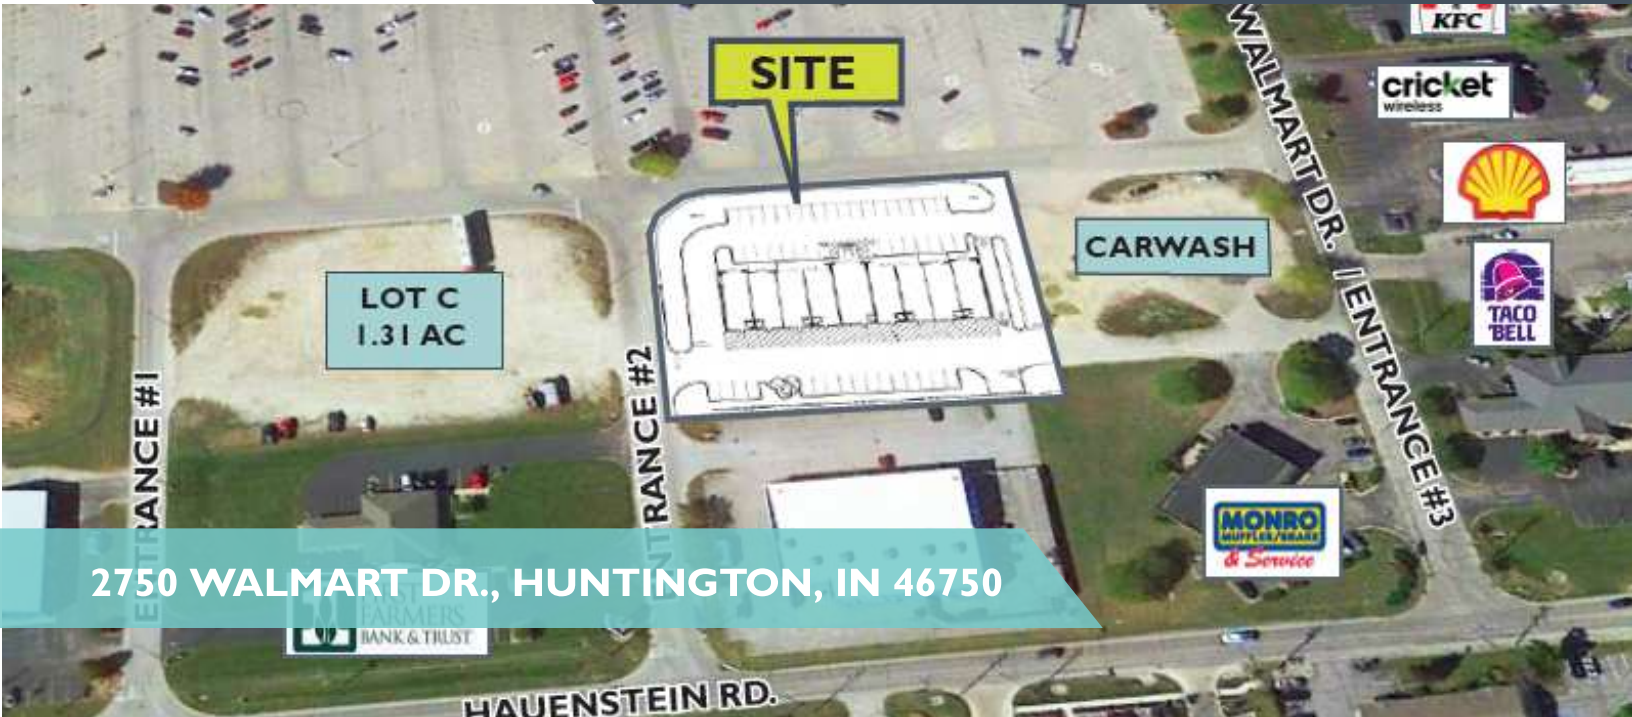 KFC
SITE
WALMART DR. / ENTRANCE #3
cricket
wireless
CARWASH
LOT C
1.31 AC
TACO
BELL
ENTRANCE #1
ENTRANCE #2
MONRO
MUFFLER/BRAKE
& Service
2750 WALMART DR., HUNTINGTON, IN 46750
FIRST
FARMERS
BANK & TRUST
HAUENSTEIN RD.